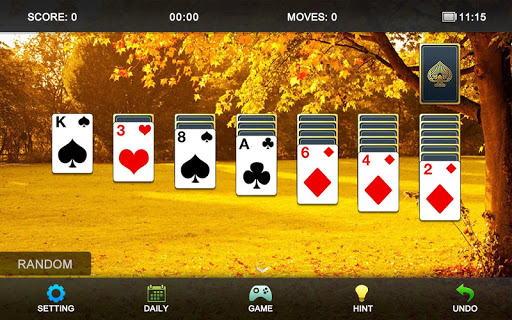 SCORE: 0 00:00 MOVES: 0 11:15
K 3 8 A 6 4 2
RANDOM
SETTING DAILY GAME HINT UNDO